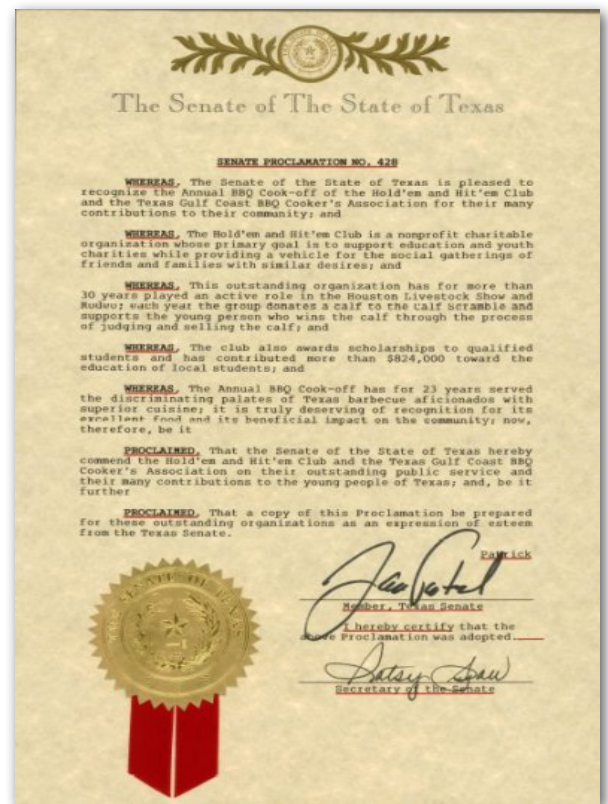 The Senate of The State of Texas
SENATE PROCLAMATION NO. 428
WHEREAS, The Senate of the State of Texas is pleased to
recognize the Annual BBQ Cook-off of the Hold'em and Hit'em Club
and the Texas Gulf Coast BBQ Cooker's Association for their many
contributions to their community; and
WHEREAS, The Hold'em and Hit'em Club is a nonprofit charitable
organization whose primary goal is to support education and youth
charities while providing a vehicle for the social gatherings of
friends and families with similar desires; and
WHEREAS, This outstanding organization has for more than
30 years played an active role in the Houston Livestock Show and
Rodeo; each year the group donates a calf to the calf scramble and
supports the young person who wins the calf through the process
of judging and selling the calf; and
WHEREAS, The club also awards scholarships to qualified
students and has contributed more than $824,000 toward the
education of local students; and
WHEREAS, The Annual BBQ Cook-off has for 23 years served
the discriminating palates of Texas barbecue aficionados with
superior cuisine; it is truly deserving of recognition for its
excellent food and its beneficial impact on the community; now,
therefore, be it
PROCLAIMED, That the Senate of the State of Texas hereby
commend the Hold'em and Hit'em Club and the Texas Gulf Coast BBQ
Cooker's Association on their outstanding public service and
their many contributions to the young people of Texas; and, be it
further
PROCLAIMED, That a copy of this Proclamation be prepared
for these outstanding organizations as an expression of esteem
from the Texas Senate.
Patrick
Member, Texas Senate
I hereby certify that the
above Proclamation was adopted.
Patsy Spaw
Secretary of the Senate